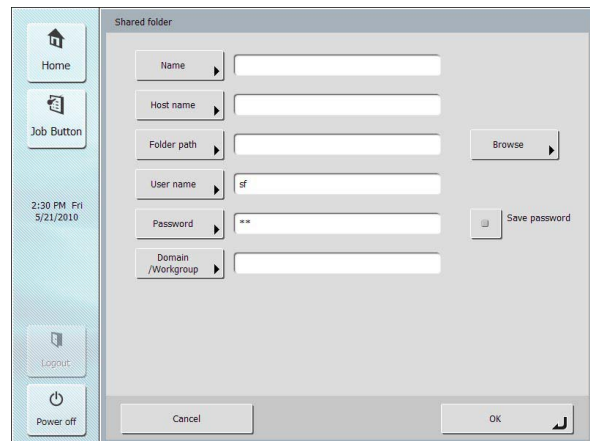 Shared folder
Home
Job Button
2:30 PM Fri
5/21/2010
Logout
Power off
Name
Host name
Folder path
Browse
User name
sf
Password
**
Save password
Domain
/Workgroup
Cancel
OK